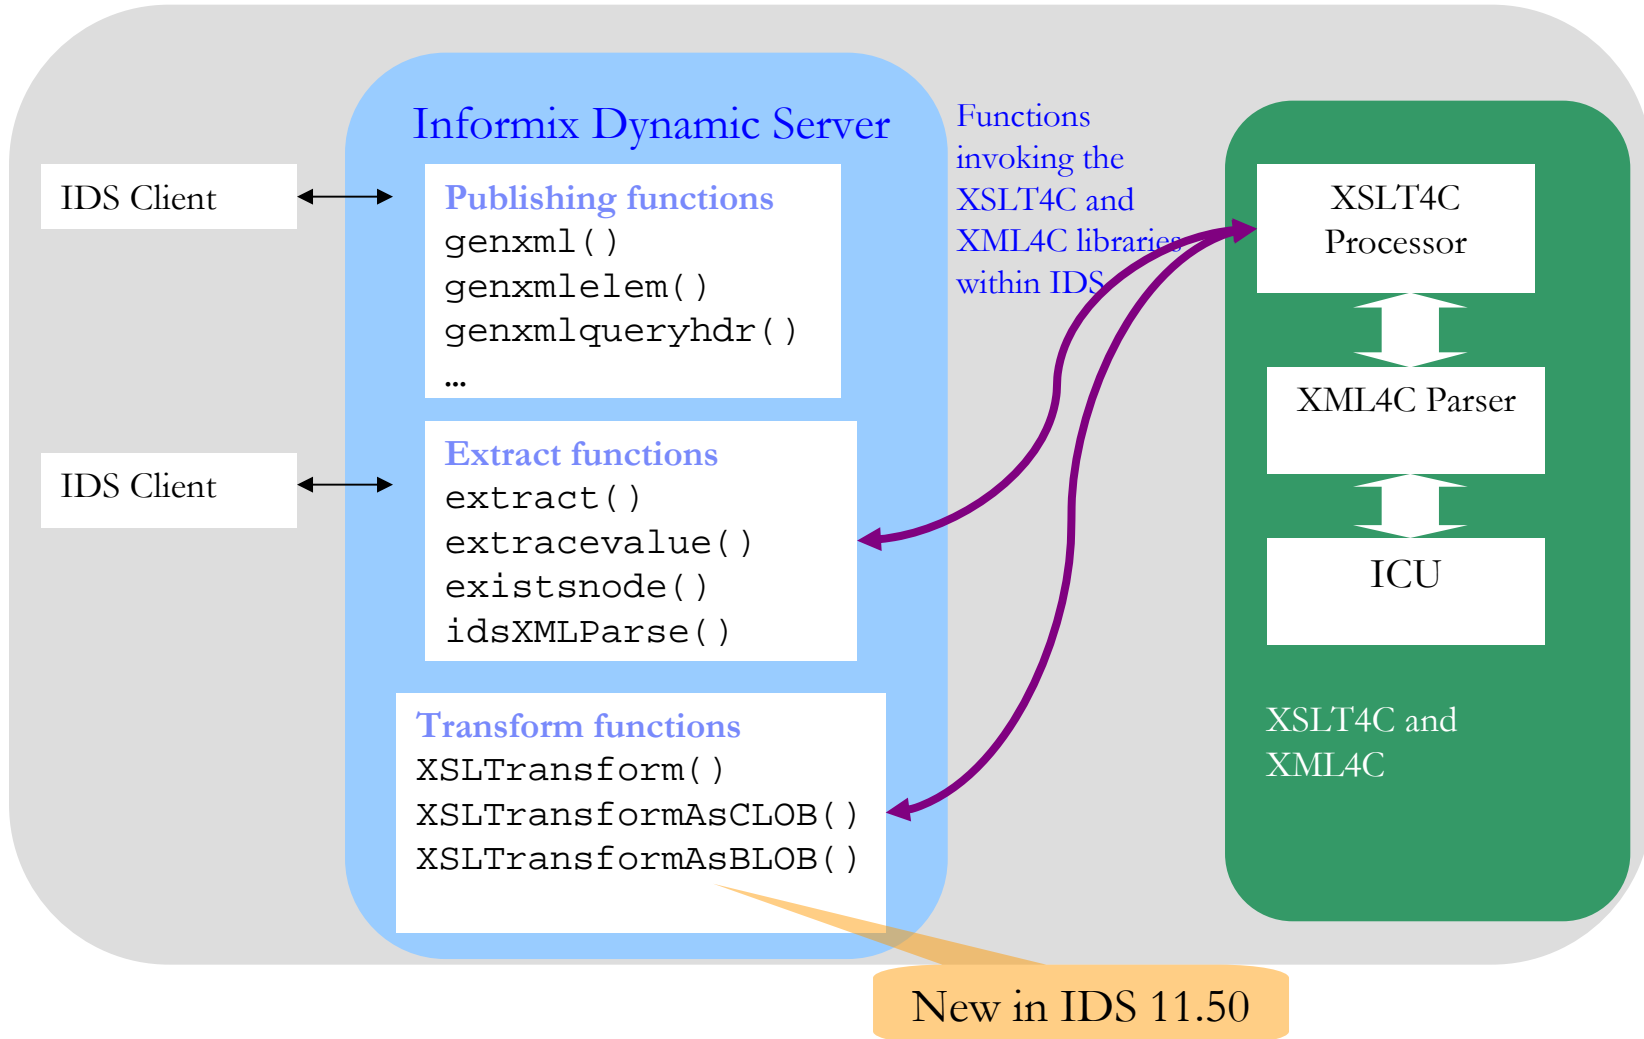 Informix Dynamic Server
IDS Client
Publishing functions
genxml()
genxmlelem()
genxmlqueryhdr()
...
IDS Client
Extract functions
extract()
extracevalue()
existsnode()
idsXMLParse()
Transform functions
XSLTransform()
XSLTransformAsCLOB()
XSLTransformAsBLOB()
Functions
invoking the
XSLT4C and
XML4C libraries
within IDS
XSLT4C
Processor
XML4C Parser
ICU
XSLT4C and
XML4C
New in IDS 11.50